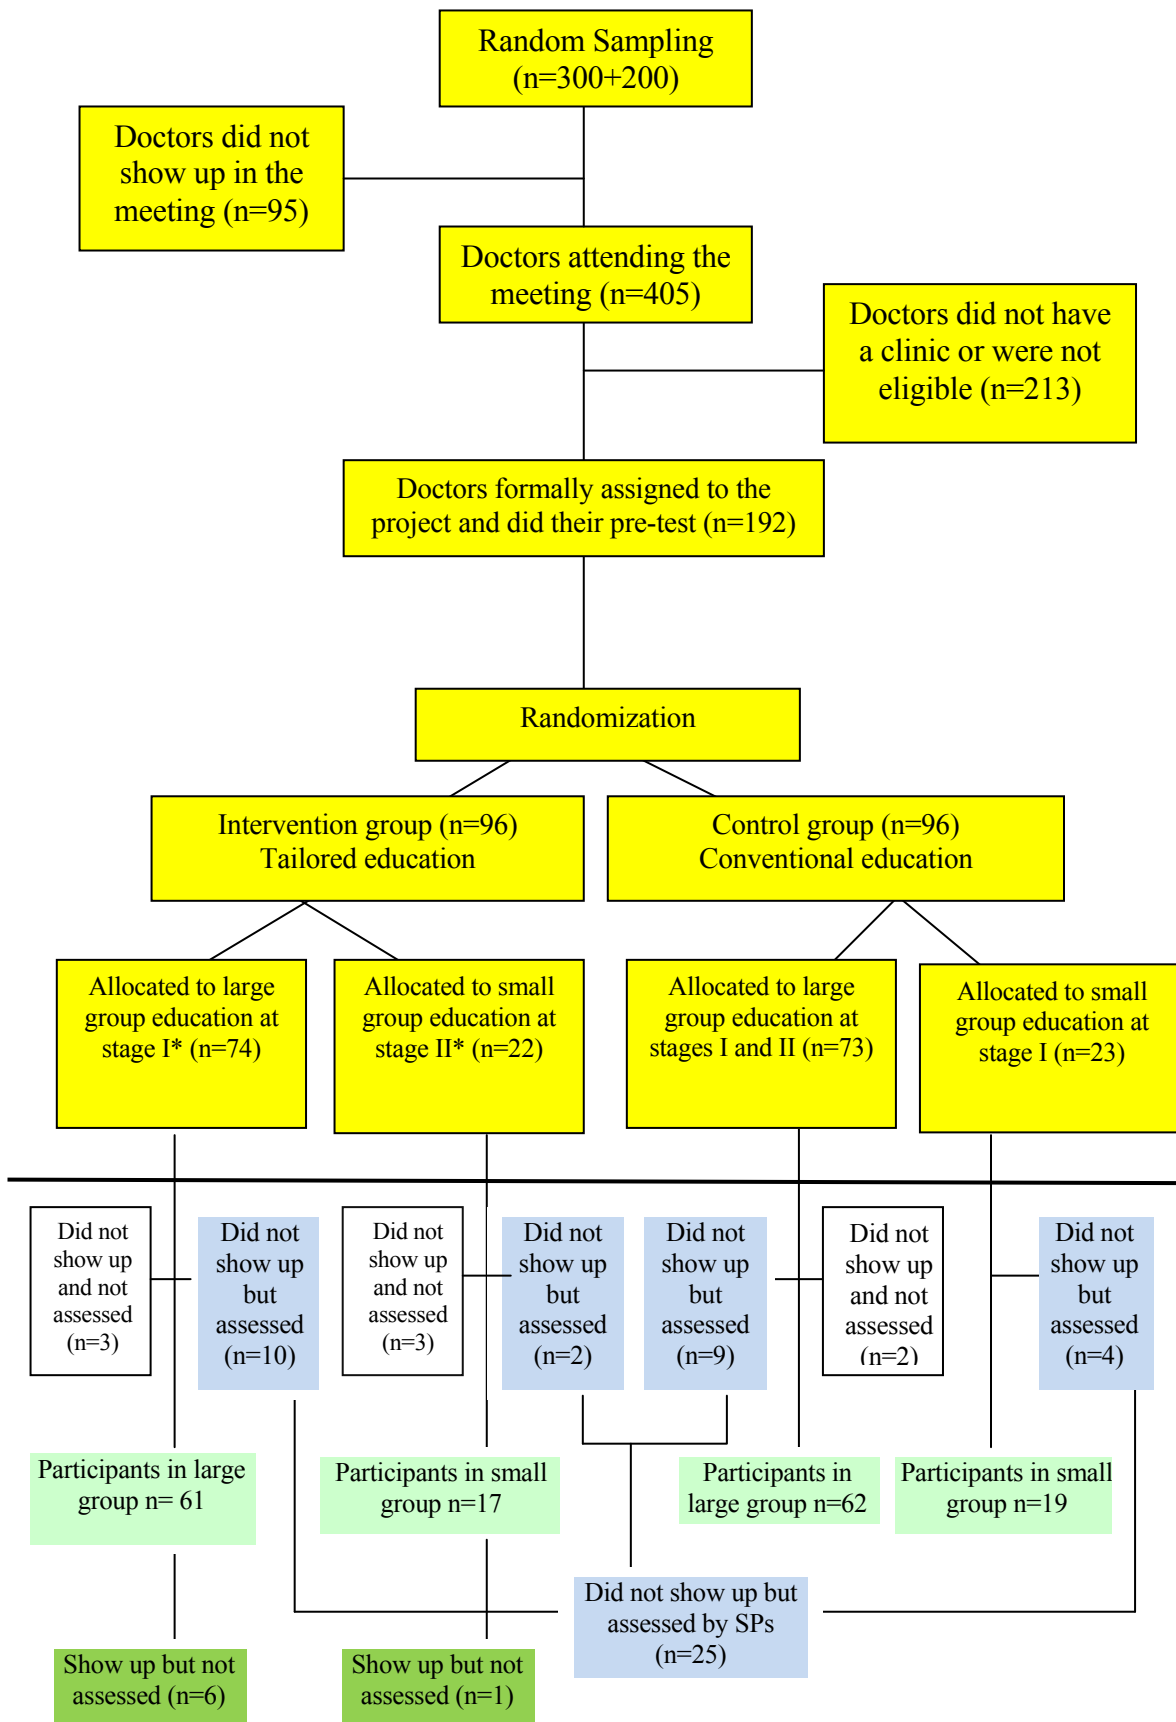 Random Sampling
(n=300+200)
Doctors did not
show up in the
meeting (n=95)
Doctors attending the
meeting (n=405)
Doctors did not have
a clinic or were not
eligible (n=213)
Doctors formally assigned to the
project and did their pre-test (n=192)
Randomization
Intervention group (n=96)
Tailored education
Control group (n=96)
Conventional education
Allocated to large
group education at
stage I* (n=74)
Allocated to small
group education at
stage II* (n=22)
Allocated to large
group education at
stages I and II (n=73)
Allocated to small
group education at
stage I (n=23)
Did not
show up
and not
assessed
(n=3)
Did not
show up
but
assessed
(n=10)
Did not
show up
and not
assessed
(n=3)
Did not
show up
but
assessed
(n=2)
Did not
show up
but
assessed
(n=9)
Did not
show up
and not
assessed
(n=2)
Did not
show up
but
assessed
(n=4)
Participants in large
group n= 61
Participants in small
group n=17
Participants in
large group n=62
Participants in small
group n=19
Did not show up but
assessed by SPs
(n=25)
Show up but not
assessed (n=6)
Show up but not
assessed (n=1)